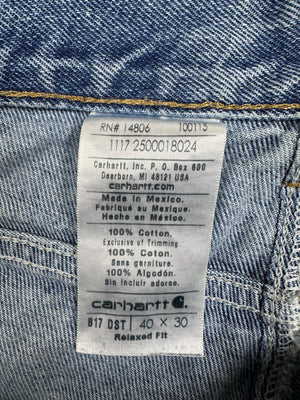 RN# 14806 100115
1117 2500018024
Carhartt, Inc. P. O. Box 600
Dearborn, MI 48121 USA
carhartt.com
Made in Mexico.
Fabriqué au Mexique.
Hecho en México.
100% Cotton.
Exclusive of Trimming
100% Coton.
Sans garniture.
100% Algodón.
Sin Incluir adorno.
carhartt
B17 DST 40 X 30
Relaxed Fit